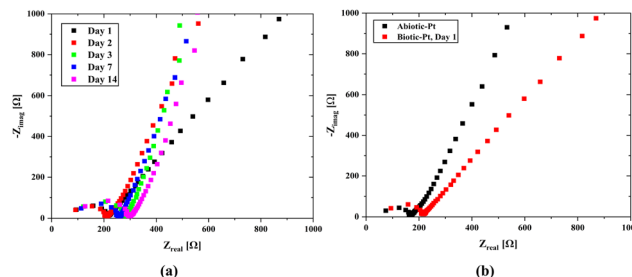 1000
800
600
400
200
0
-Z_imag [Ω]
0 200 400 600 800 1000
Z_real [Ω]
Day 1
Day 2
Day 3
Day 7
Day 14
(a)
1000
800
600
400
200
0
-Z_imag [Ω]
0 200 400 600 800 1000
Z_real [Ω]
Abiotic-Pt
Biotic-Pt, Day 1
(b)